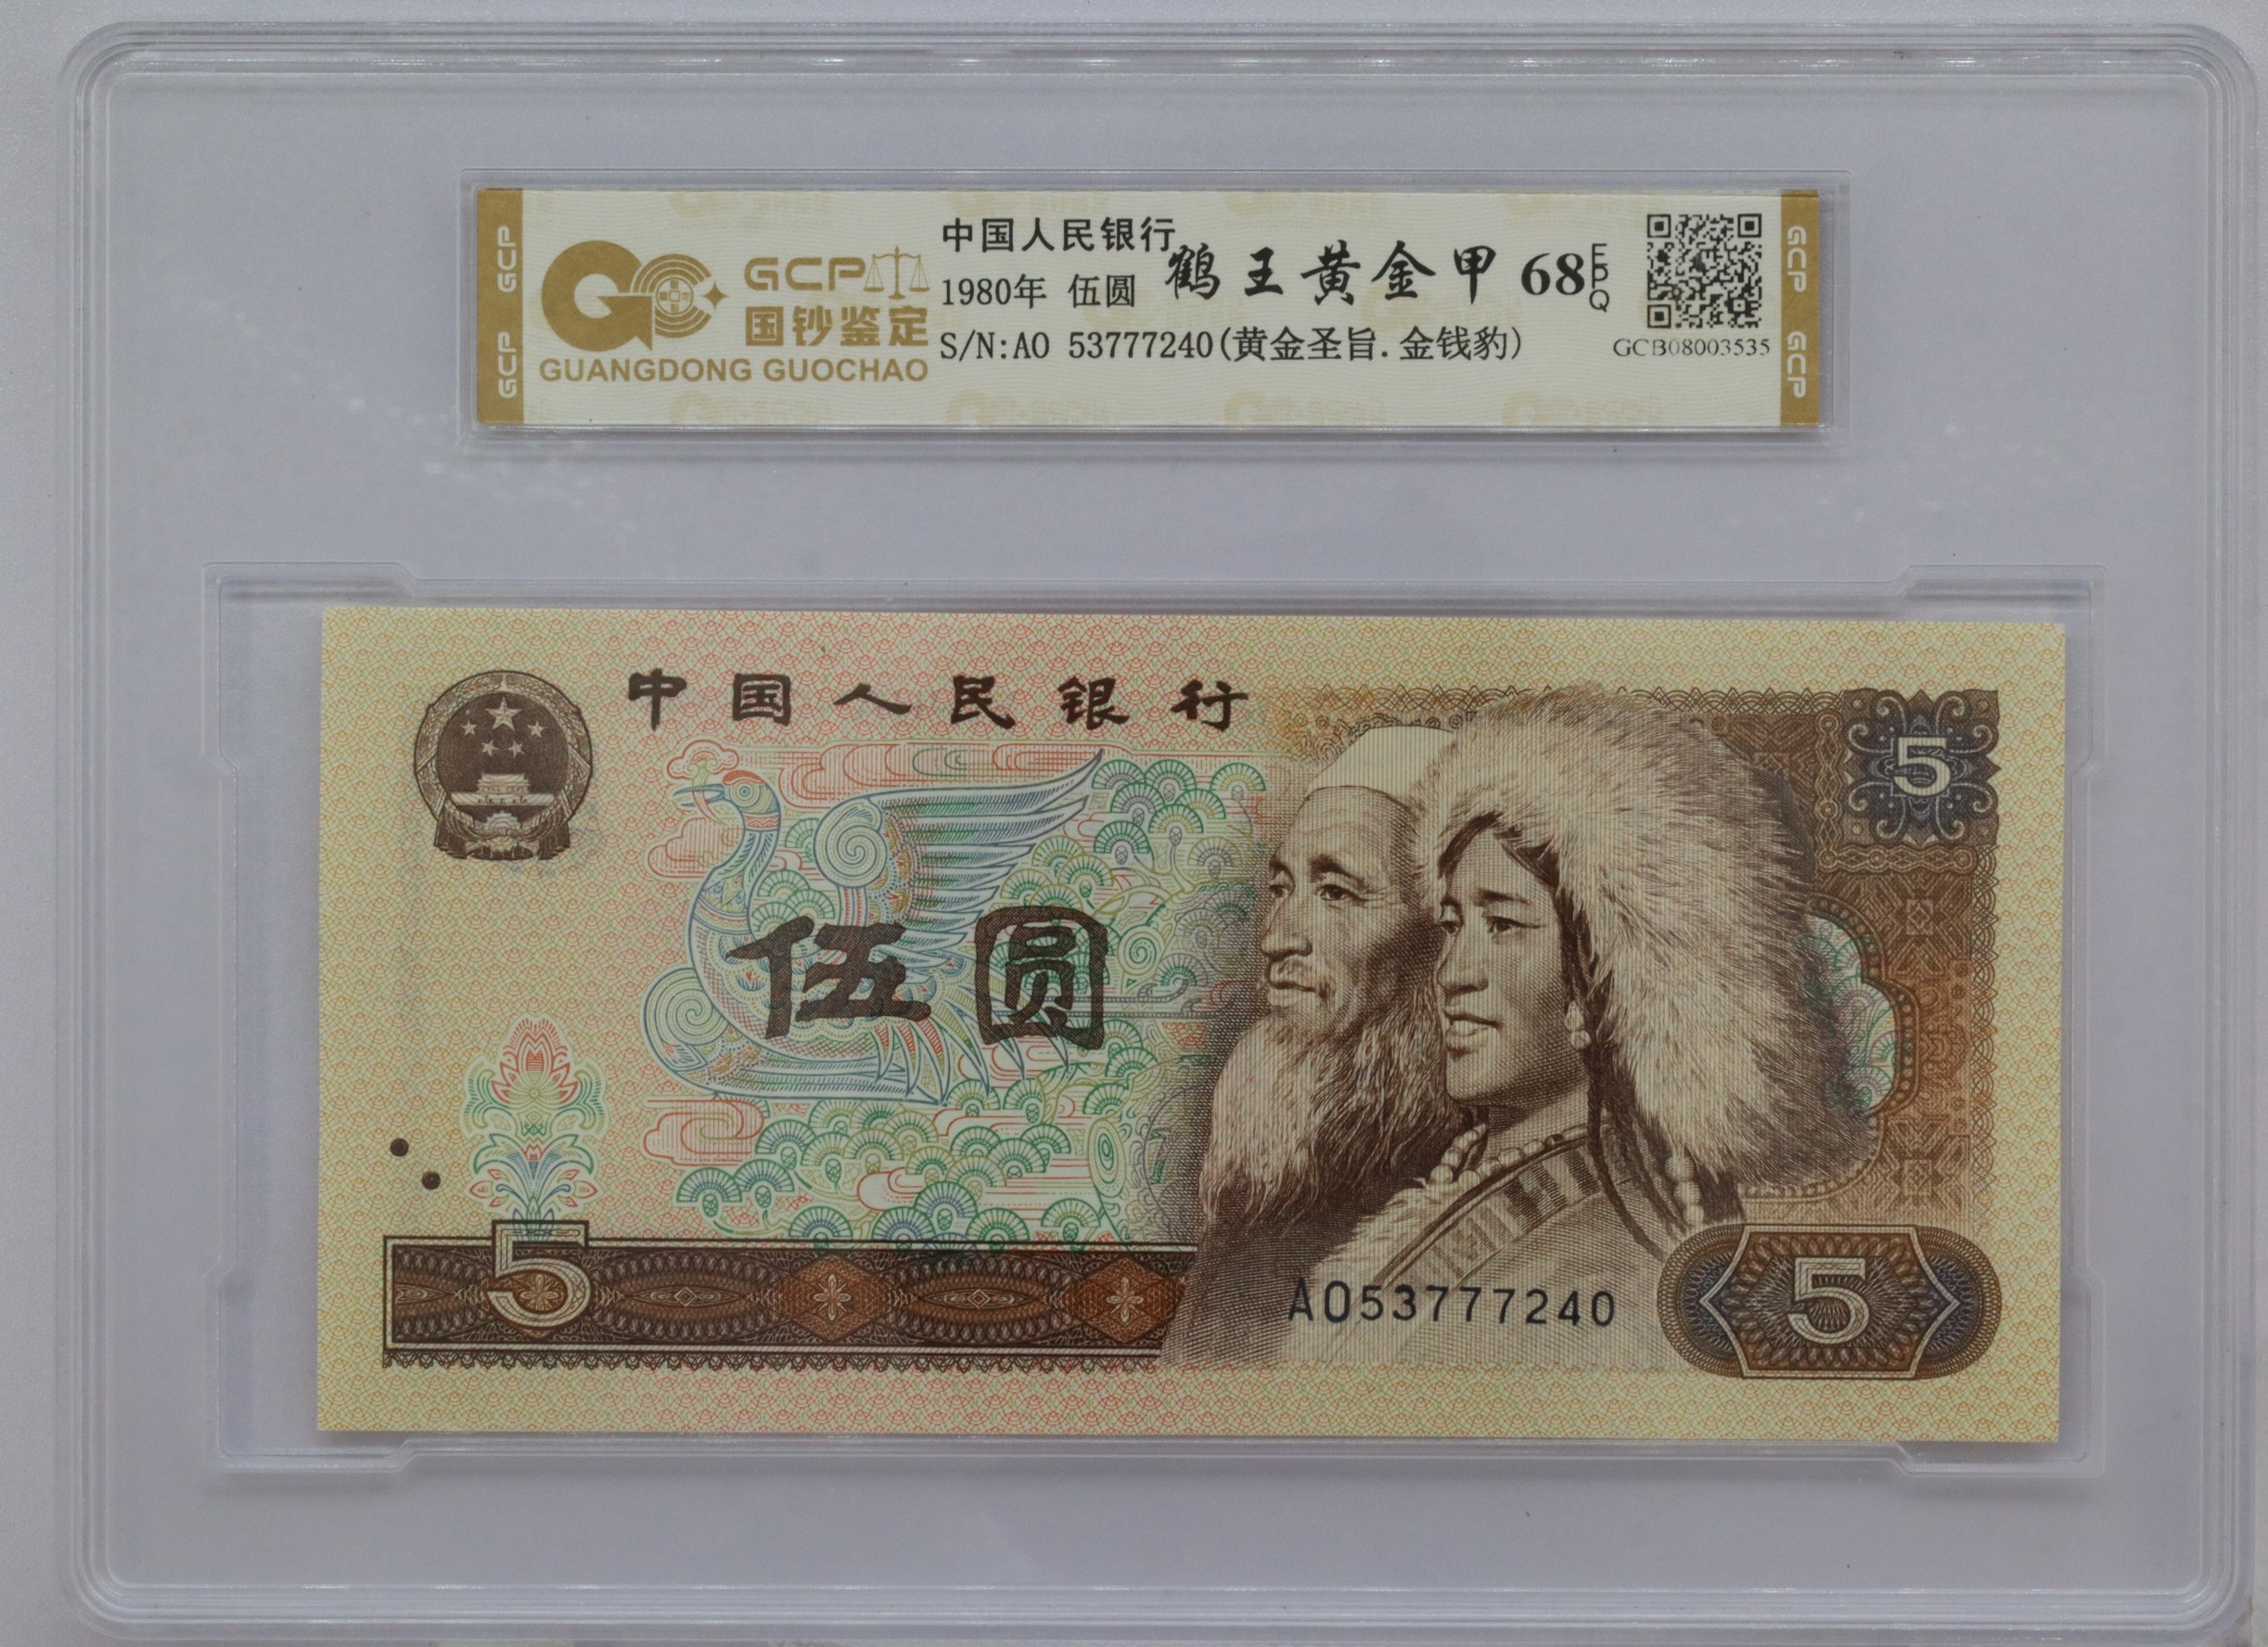 GCP GCP
GCP
国钞鉴定
GUANGDONG GUOCHAO
中国人民银行
1980年 伍圆
鹤王黄金甲 68 EPQ
S/N:AO 53777240(黄金圣旨.金钱豹)
GCB08003535
GCP GCP
中国人民银行
5
伍圆
5
AO53777240
5